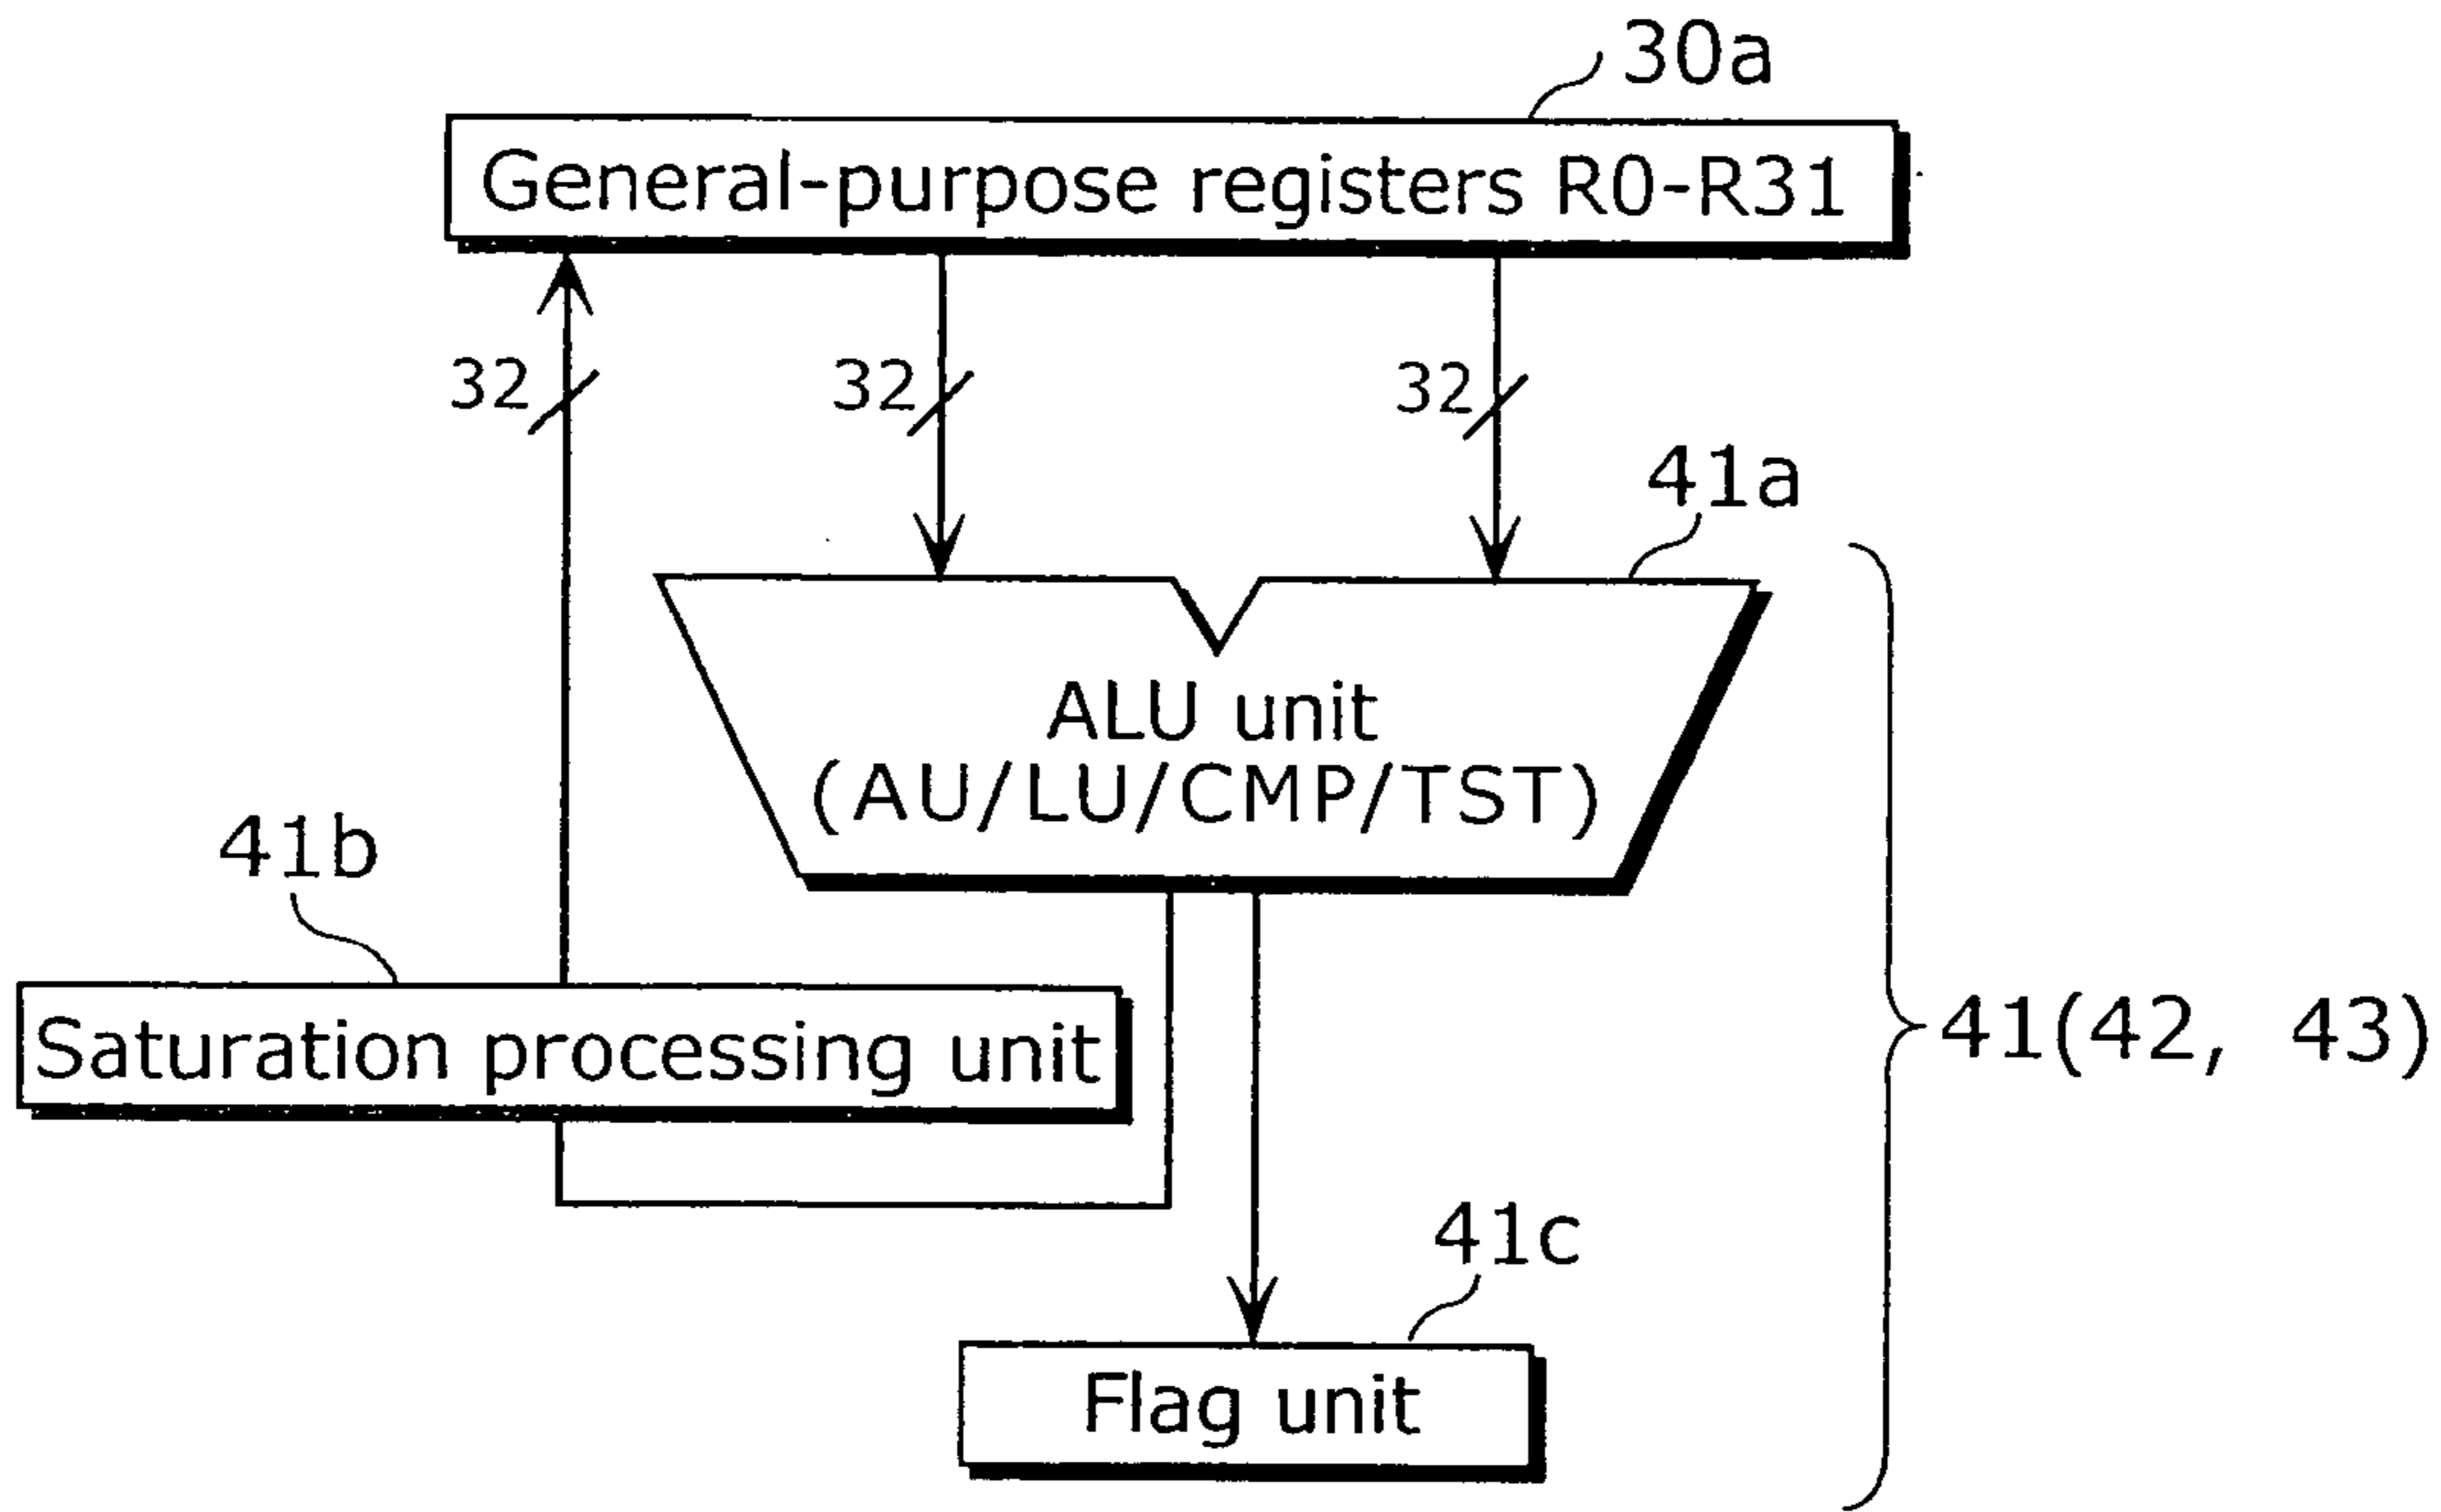 30a
General-purpose registers R0-R31
32
32
32
41a
ALU unit
(AU/LU/CMP/TST)
41b
Saturation processing unit
41(42, 43)
41c
Flag unit